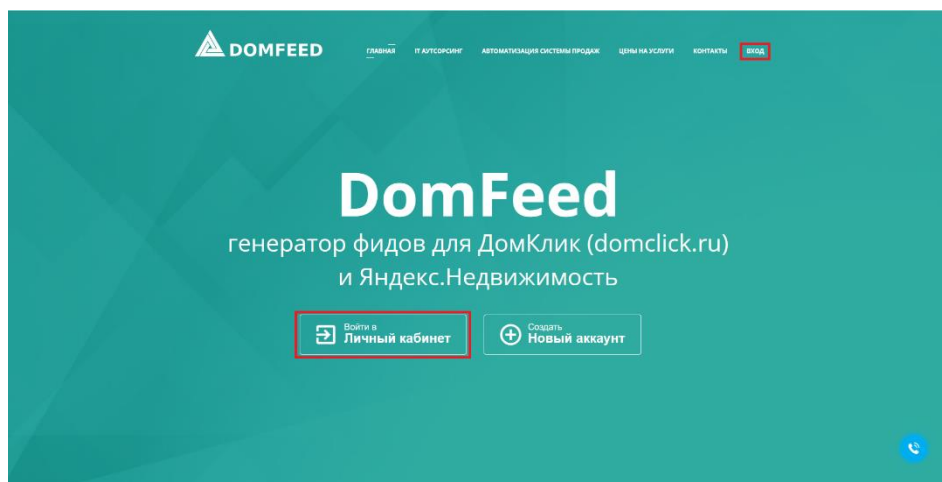 DOMFEED
ГЛАВНАЯ IT АУТСОРСИНГ АВТОМАТИЗАЦИЯ СИСТЕМЫ ПРОДАЖ ЦЕНЫ НА УСЛУГИ КОНТАКТЫ ВХОД
DomFeed
генератор фидов для ДомКлик (domclick.ru)
и Яндекс.Недвижимость
Войти в
Личный кабинет
Создать
Новый аккаунт